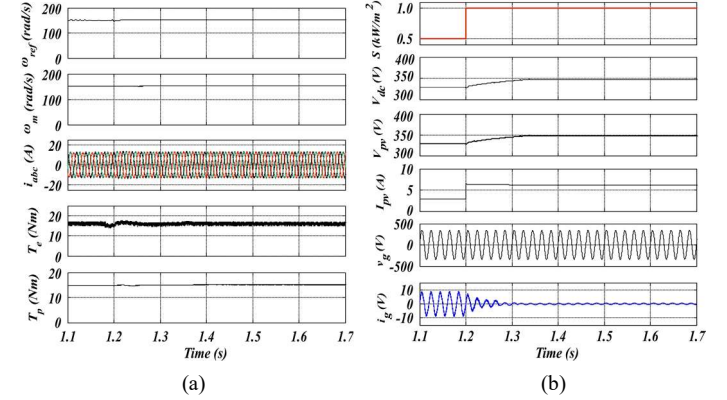 ω_ref (rad/s)
200
100
0
ω_m (rad/s)
200
100
0
i_abc (A)
20
0
-20
T_e (Nm)
20
10
0
T_p (Nm)
20
10
0
1.1 1.2 1.3 1.4 1.5 1.6 1.7
Time (s)
(a)
S (kW/m²)
1.0
0.5
V_dc (V)
400
350
300
V_pv (V)
400
350
300
I_pv (A)
10
5
0
v_g (V)
500
0
-500
i_g (V)
10
0
-10
1.1 1.2 1.3 1.4 1.5 1.6 1.7
Time (s)
(b)